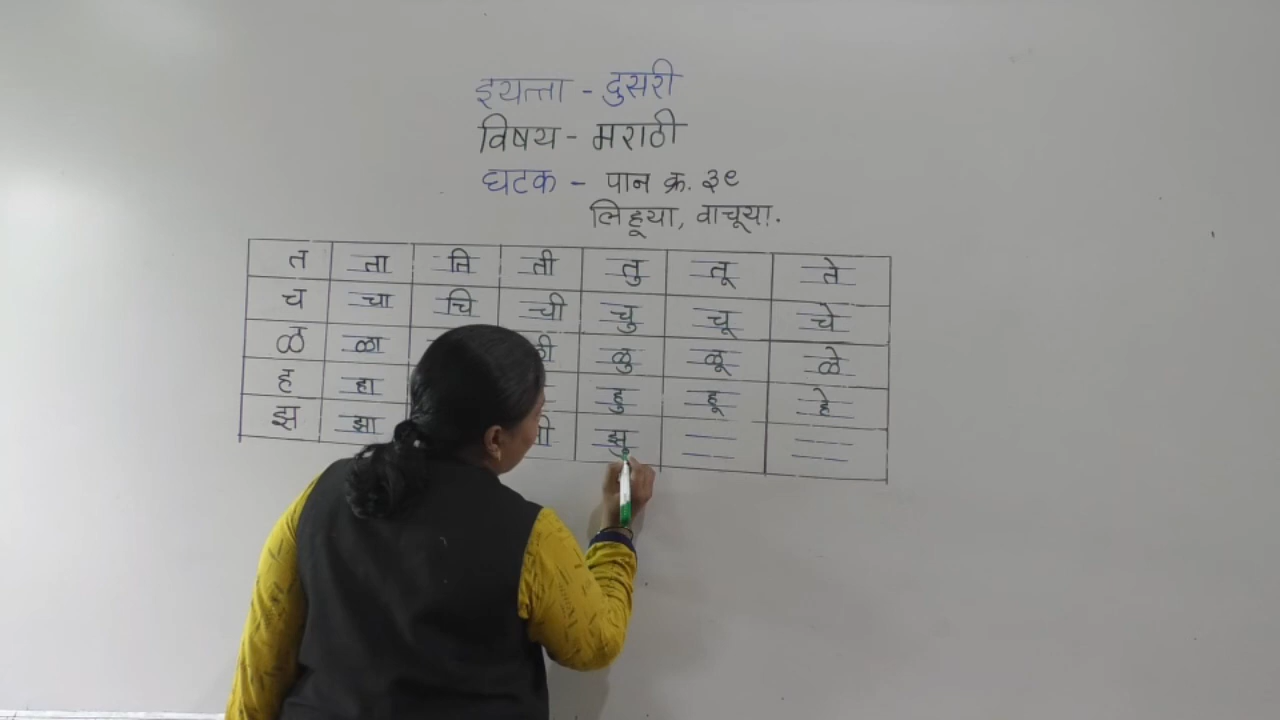 इयत्ता - दुसरी
विषय - मराठी
घटक - पान क्र. ३९
लिहूया, वाचूया.
त ता ति ती तु तू ते
च चा चि ची चु चू चे
ळ ळा ळी ळु ळू ळे
ह हा हु हू हे
झ झा झु